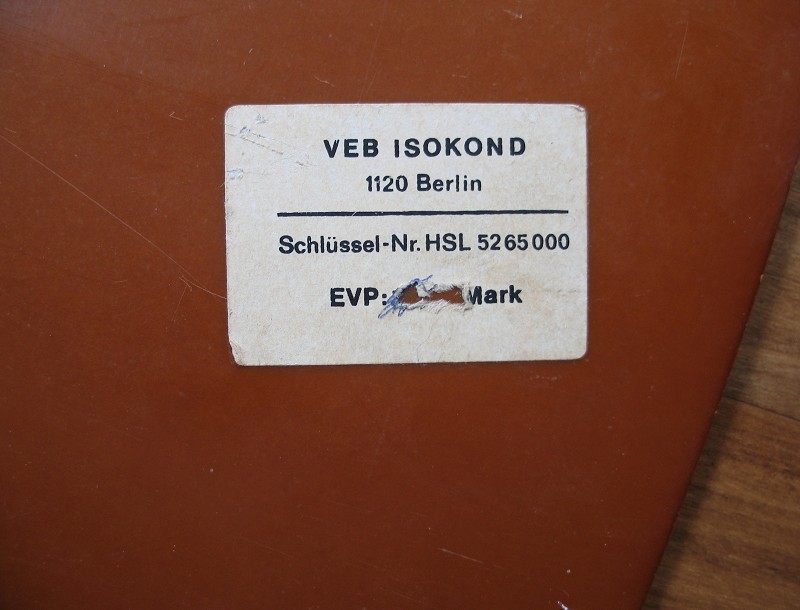 VEB ISOKOND
1120 Berlin
Schlüssel-Nr. HSL 5265000
EVP: Mark